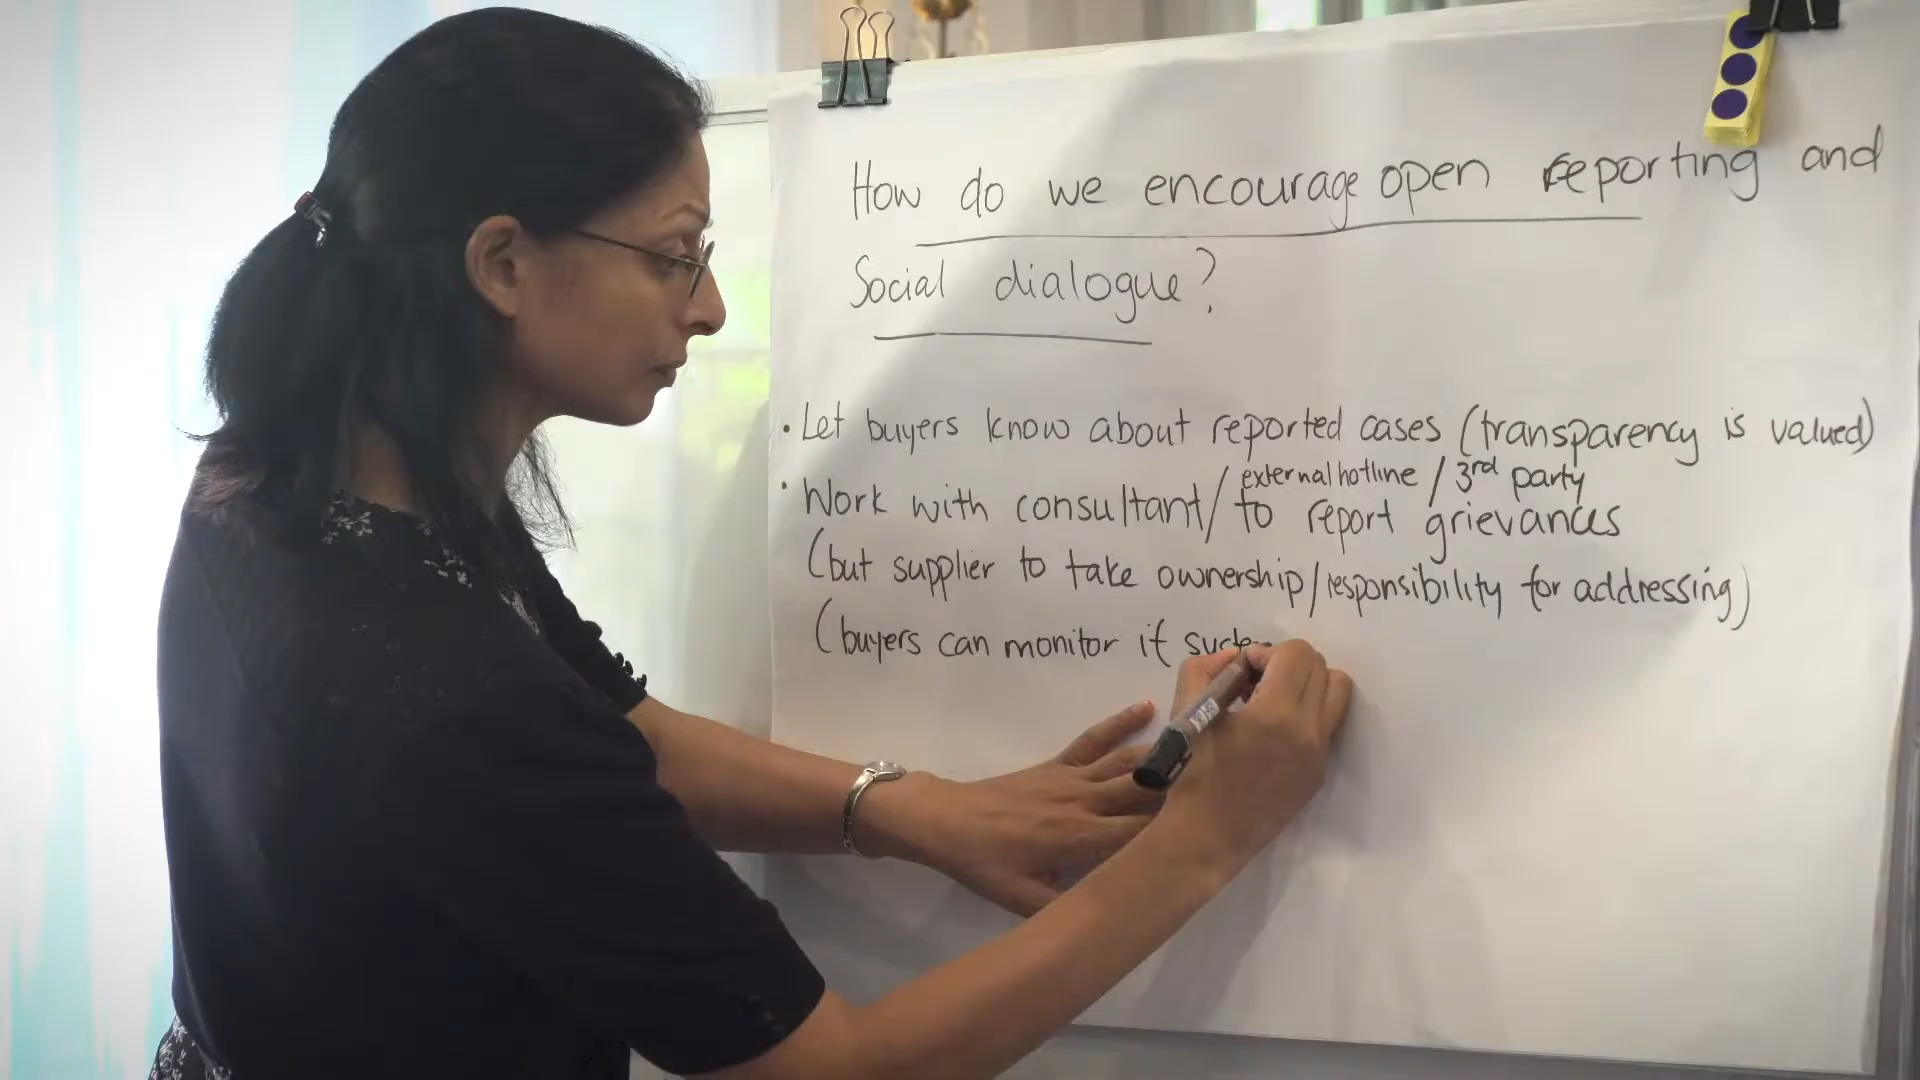 How do we encourage open reporting and
Social dialogue?
• Let buyers know about reported cases (transparency is valued)
external hotline / 3rd party
• Work with consultant/ to report grievances
(but supplier to take ownership/responsibility for addressing)
(buyers can monitor if